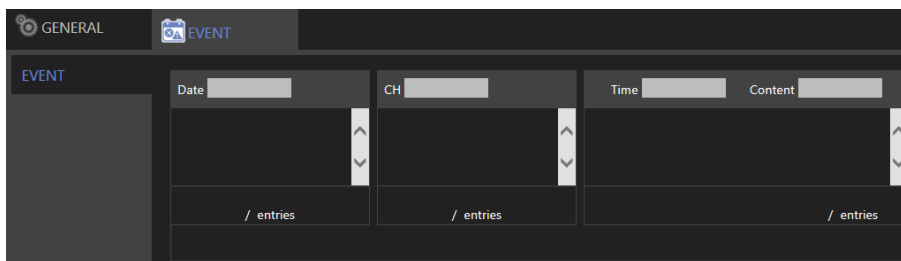 GENERAL EVENT
EVENT
Date CH Time Content
/ entries / entries / entries